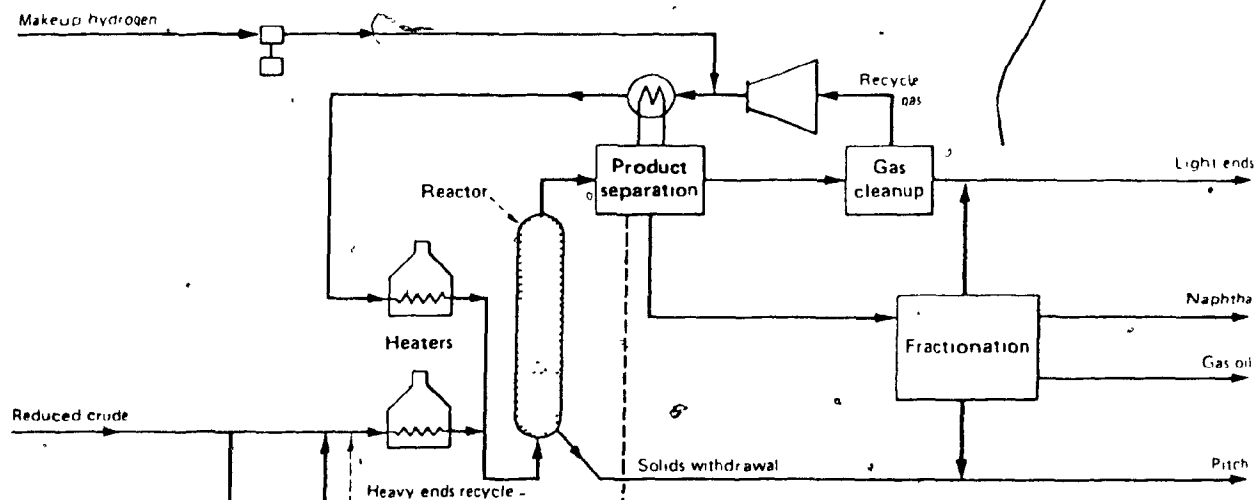 Makeup hydrogen
Recycle
gas
Product
separation
Gas
cleanup
Light ends
Reactor
Naphtha
Heaters
Fractionation
Gas oil
Reduced crude
Solids withdrawal
Pitch
Heavy ends recycle